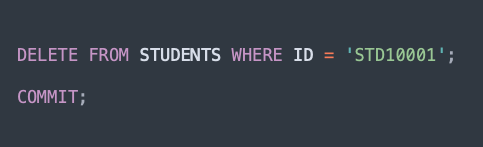 DELETE FROM STUDENTS WHERE ID = 'STD10001';
COMMIT;